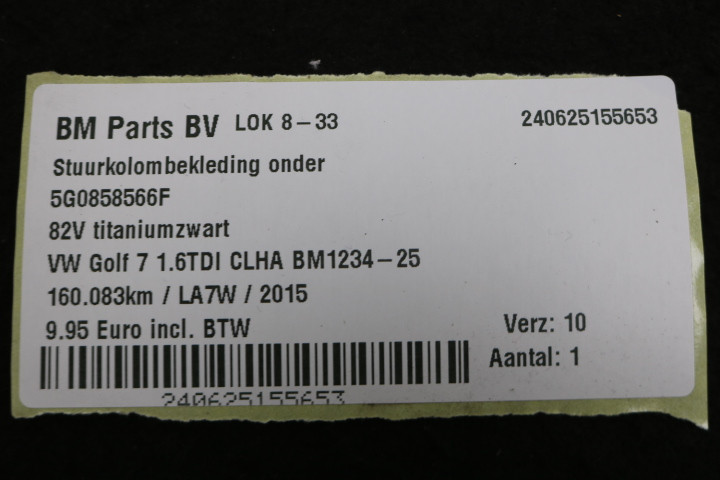 BM Parts BV LOK 8-33 240625155653
Stuurkolombekleding onder
5G0858566F
82V titaniumzwart
VW Golf 7 1.6TDI CLHA BM1234-25
160.083km / LA7W / 2015
9.95 Euro incl. BTW Verz: 10
Aantal: 1
240625155653